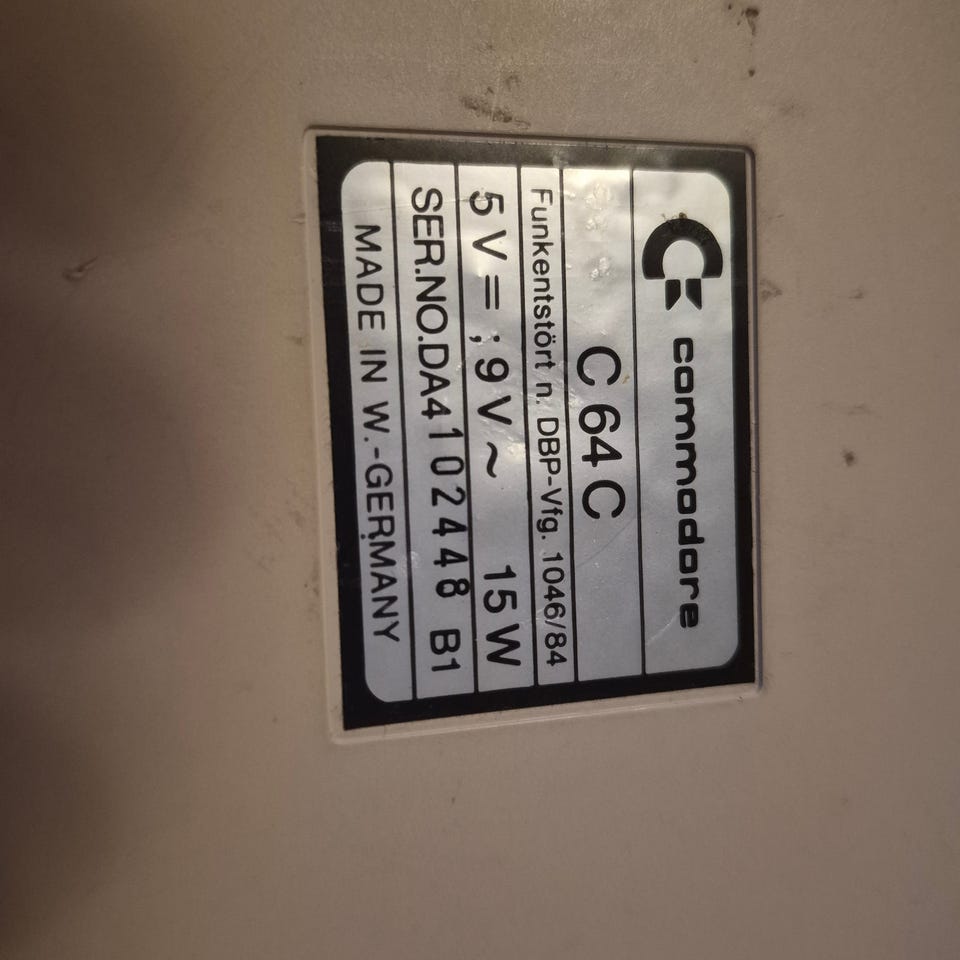 commodore
C 64 C
Funkentstört n. DBP-Vfg. 1046/84
5 V = ; 9 V ~ 15 W
SER.NO.DA4102448 B1
MADE IN W.-GERMANY